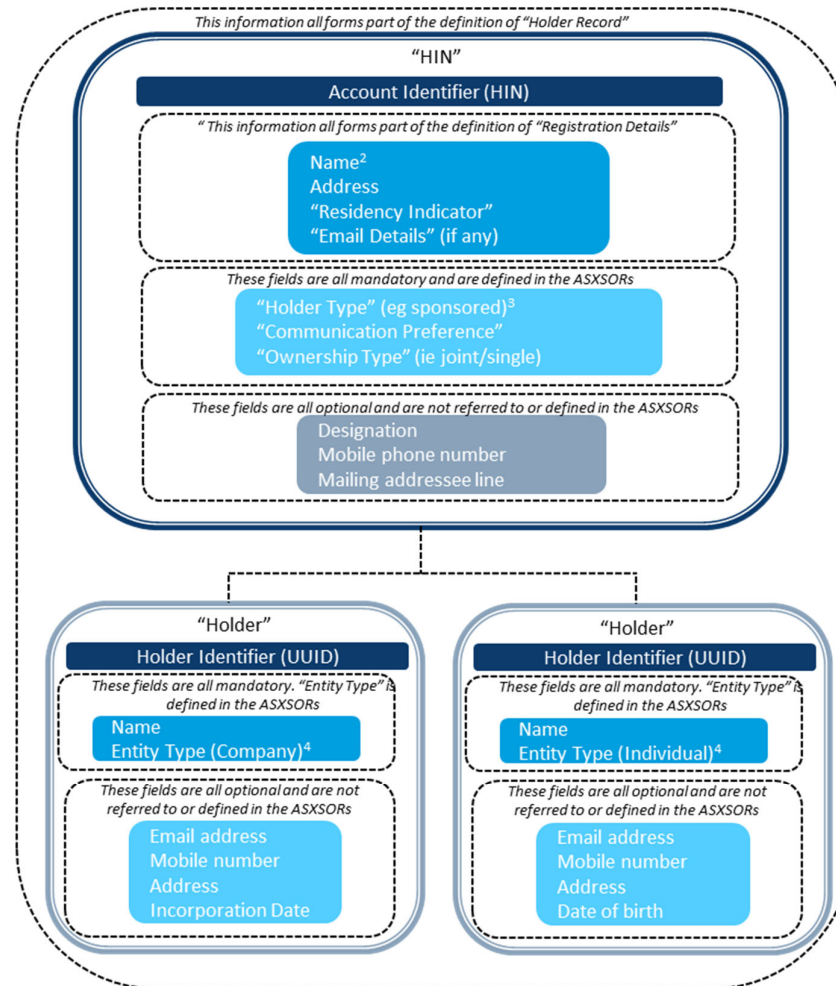 This information all forms part of the definition of “Holder Record”
“HIN”
Account Identifier (HIN)
“ This information all forms part of the definition of “Registration Details”
Name²
Address
“Residency Indicator”
“Email Details” (if any)
These fields are all mandatory and are defined in the ASXSORs
“Holder Type” (eg sponsored)³
“Communication Preference”
“Ownership Type” (ie joint/single)
These fields are all optional and are not referred to or defined in the ASXSORs
Designation
Mobile phone number
Mailing addressee line
“Holder”
Holder Identifier (UUID)
These fields are all mandatory. “Entity Type” is
defined in the ASXSORs
Name
Entity Type (Company)⁴
These fields are all optional and are not
referred to or defined in the ASXSORs
Email address
Mobile number
Address
Incorporation Date
“Holder”
Holder Identifier (UUID)
These fields are all mandatory. “Entity Type” is
defined in the ASXSORs
Name
Entity Type (Individual)⁴
These fields are all optional and are not
referred to or defined in the ASXSORs
Email address
Mobile number
Address
Date of birth